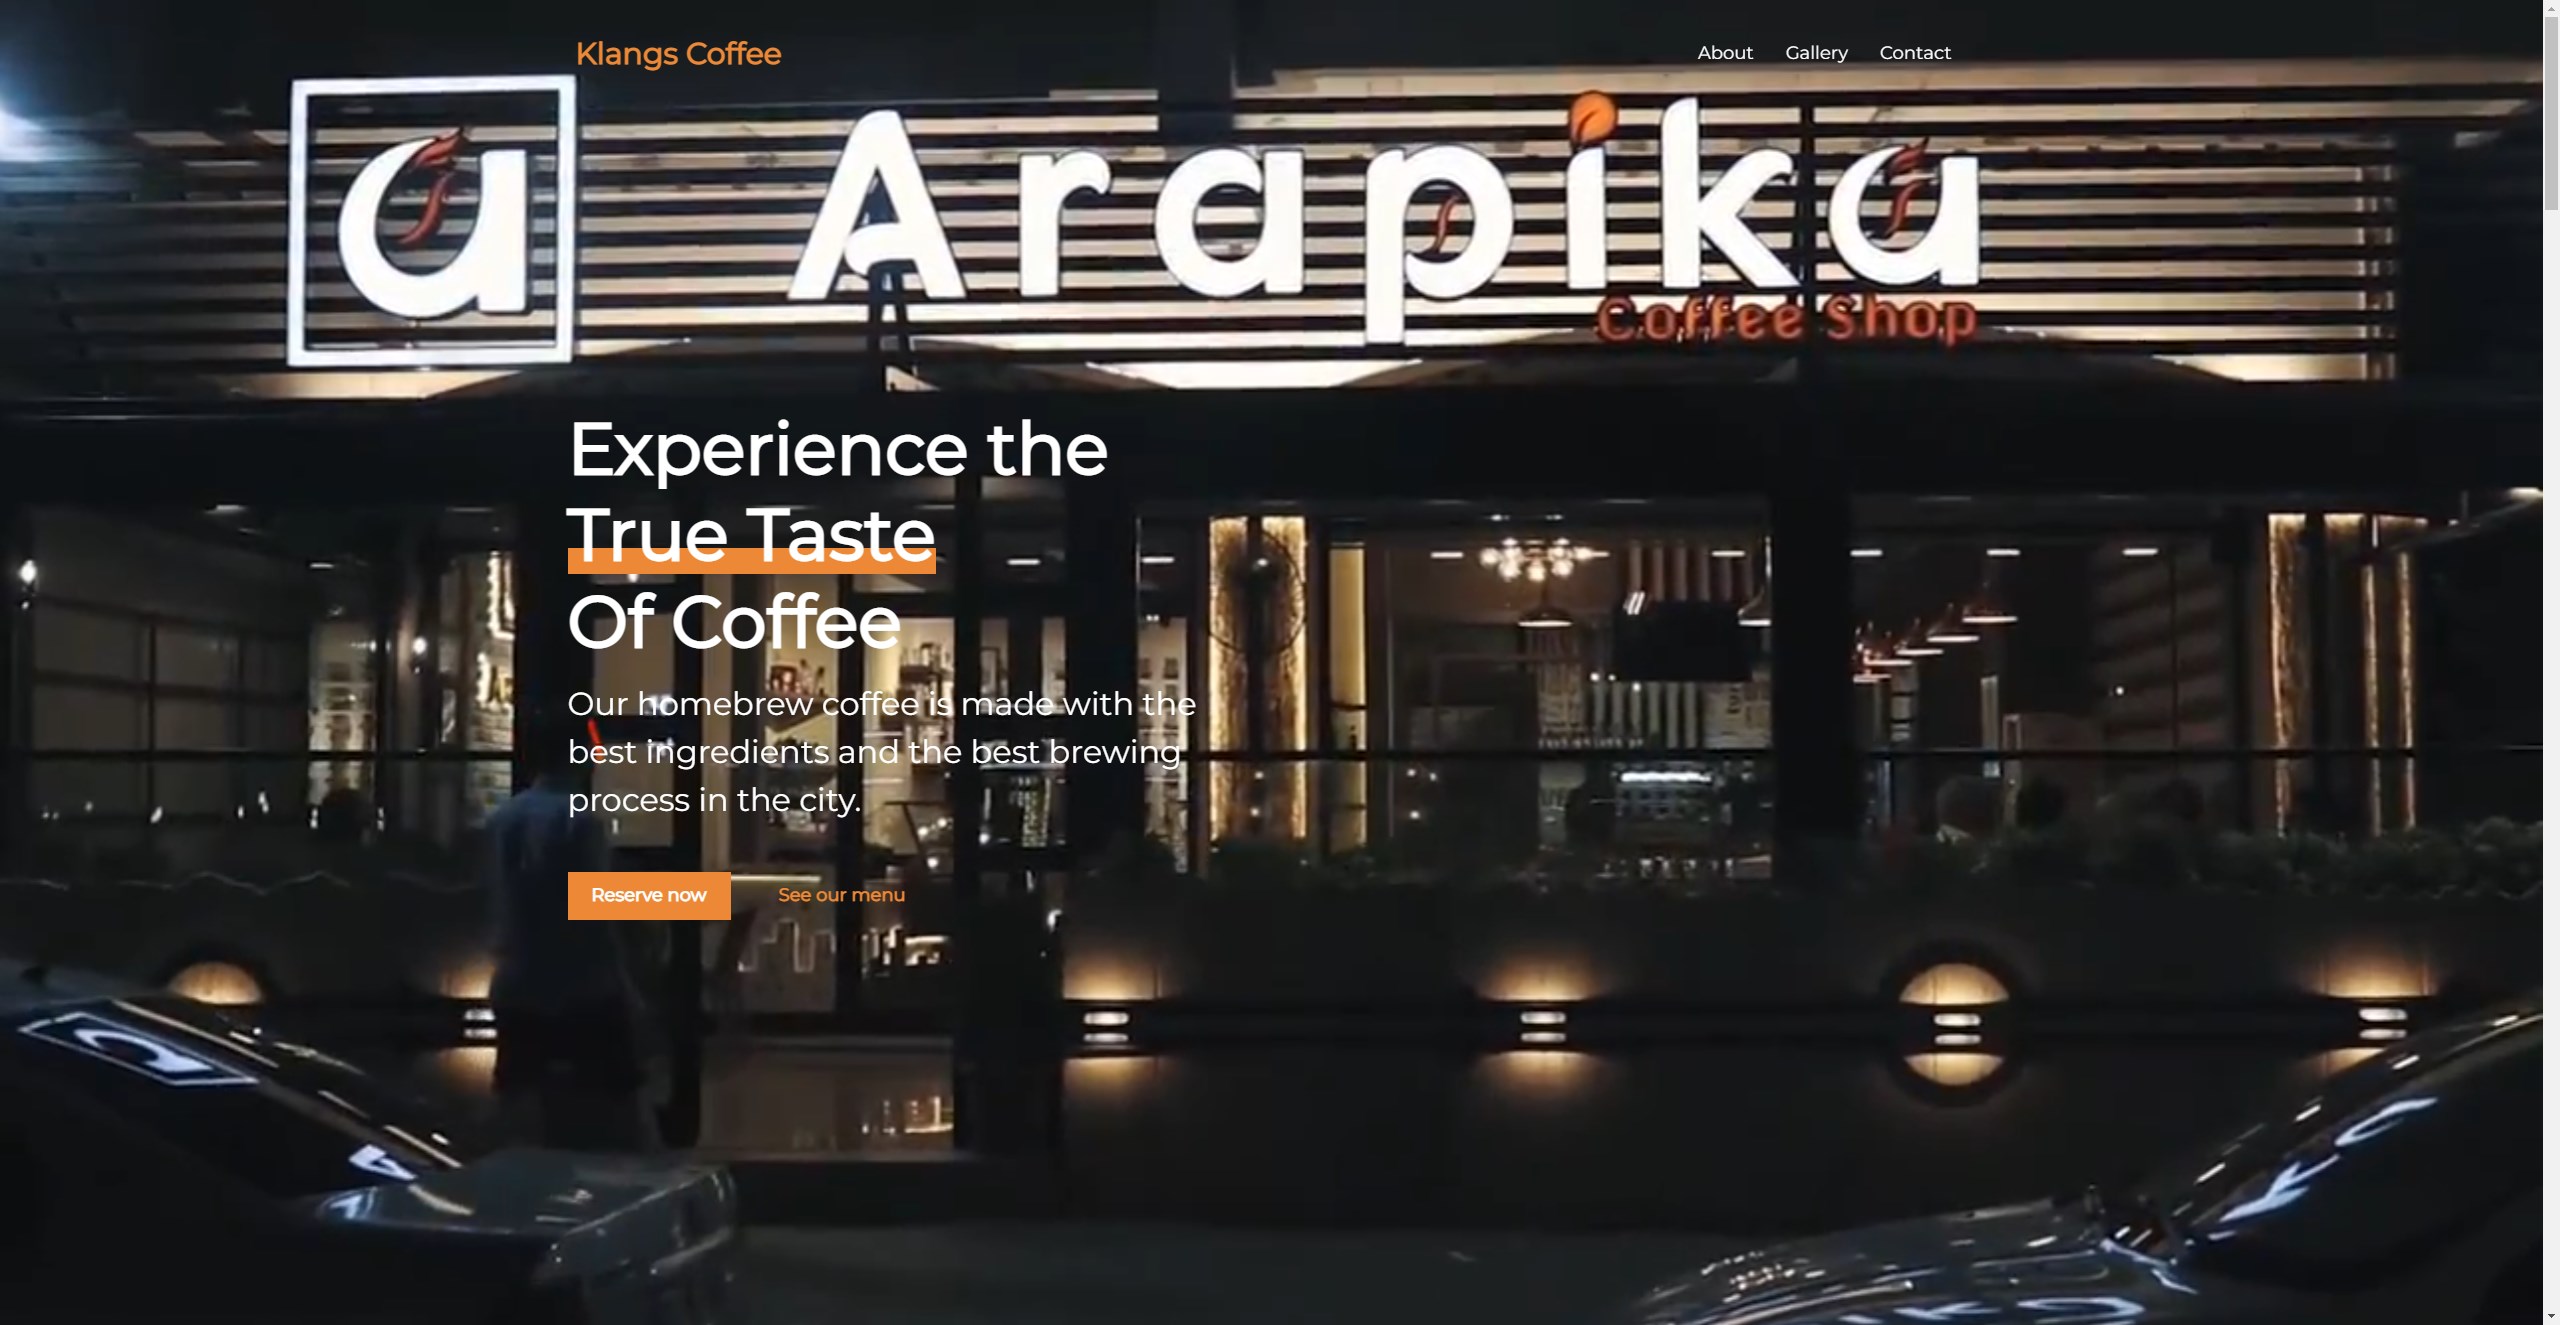 Klangs Coffee
About Gallery Contact
a Arapika
Coffee Shop
Experience the
True Taste
Of Coffee
Our homebrew coffee is made with the
best ingredients and the best brewing
process in the city.
Reserve now See our menu